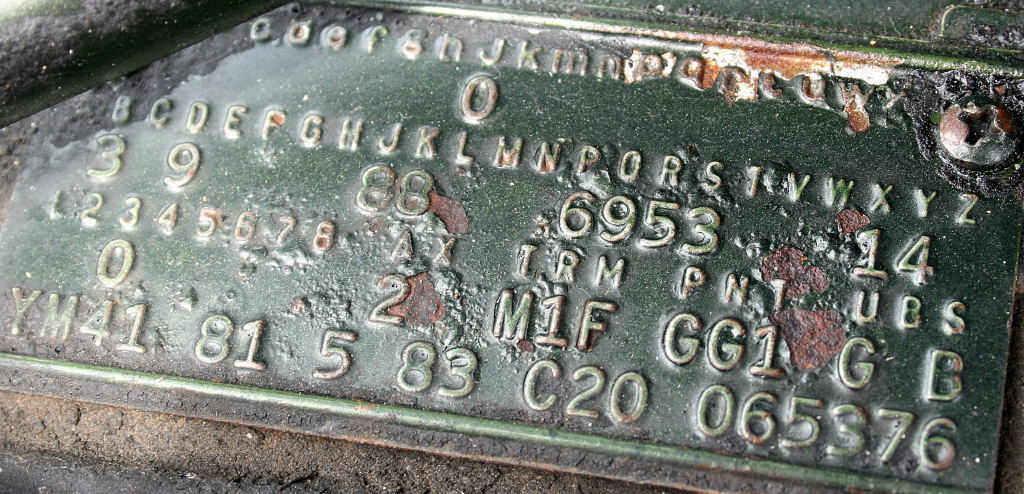 c d e f g h j k m n p q r t u w x
0
B C D E F G H J K L M N P Q R S T V W X Y Z
3 9 88 6953 14
1 2 3 4 5 6 7 8 AX TRM PNT UBS
0 2 M1F GG1 G B
YM41 81 5 83 C20 065376